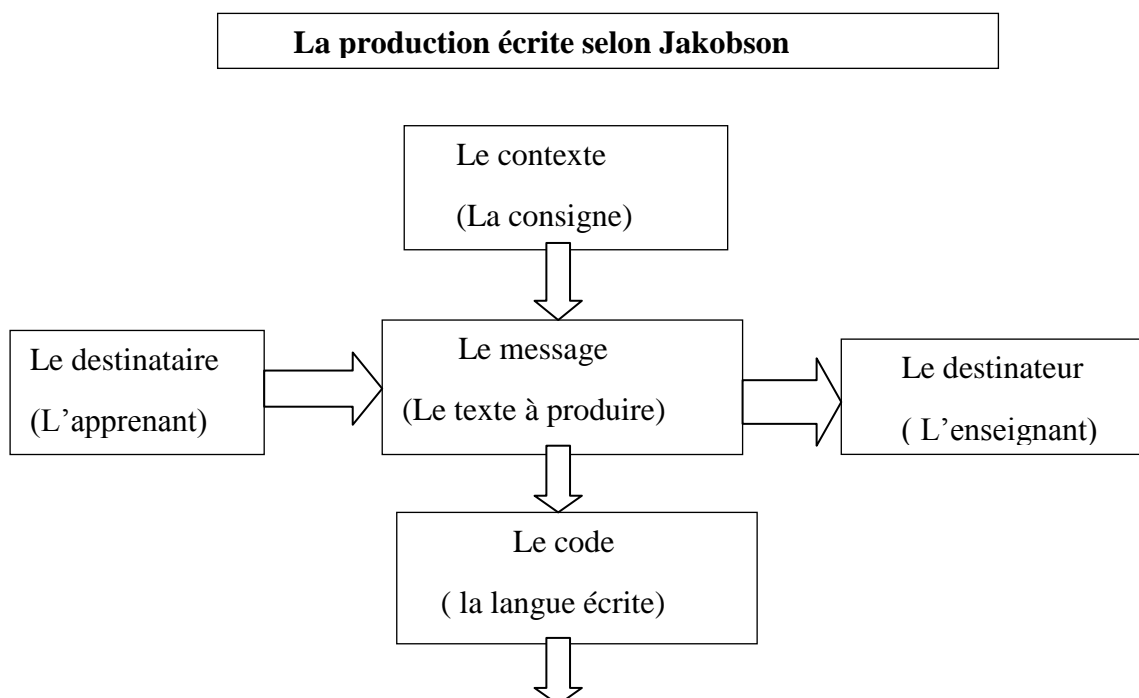 La production écrite selon Jakobson
Le contexte
(La consigne)
Le destinataire
(L’apprenant)
Le message
(Le texte à produire)
Le destinateur
( L’enseignant)
Le code
( la langue écrite)